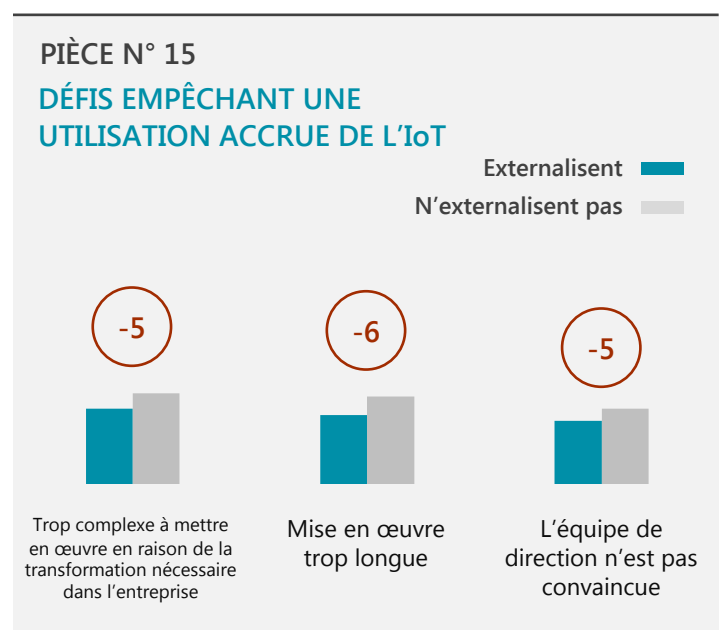 PIÈCE N° 15
DÉFIS EMPÊCHANT UNE
UTILISATION ACCRUE DE L’IoT
Externalisent
N’externalisent pas
-5
-6
-5
Trop complexe à mettre
en œuvre en raison de la
transformation nécessaire
dans l’entreprise
Mise en œuvre
trop longue
L’équipe de
direction n'est pas
convaincue